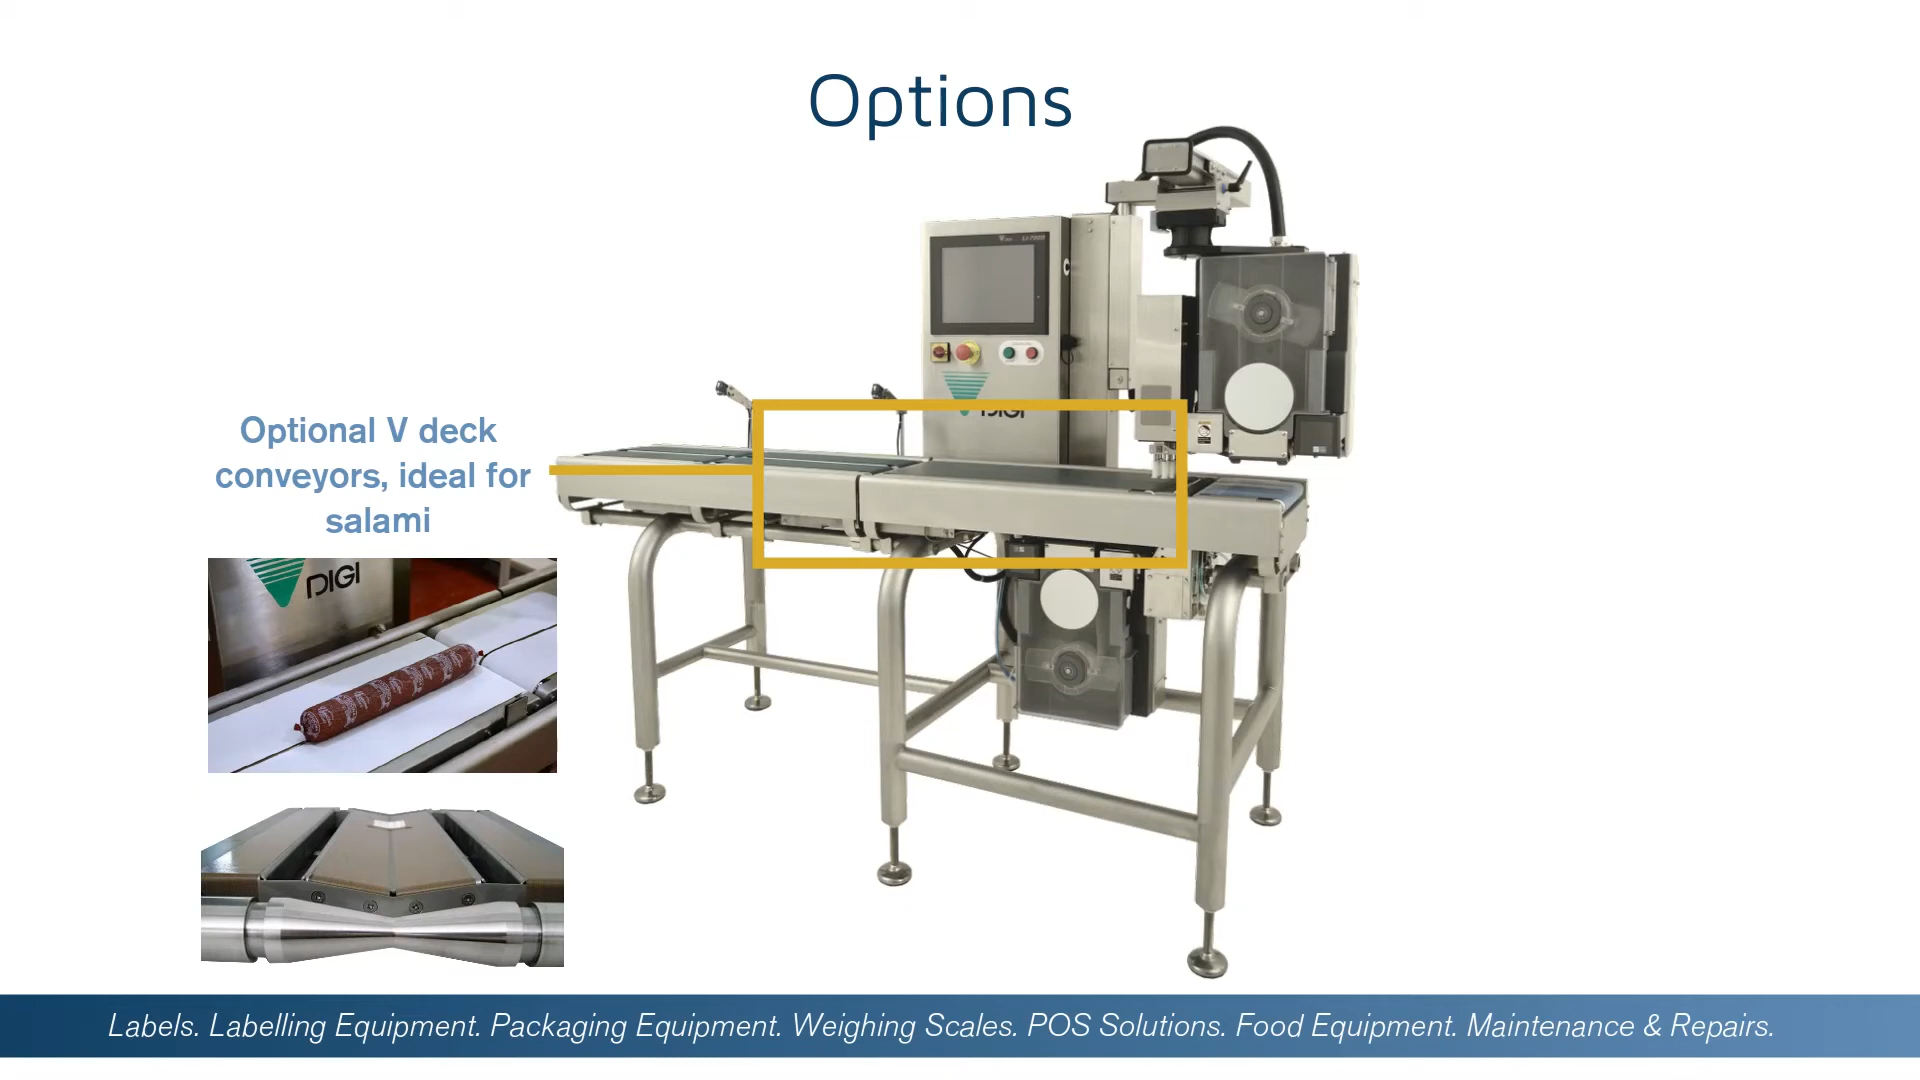 Options
DIGI
Optional V deck
conveyors, ideal for
salami
DIGI
Labels. Labelling Equipment. Packaging Equipment. Weighing Scales. POS Solutions. Food Equipment. Maintenance & Repairs.